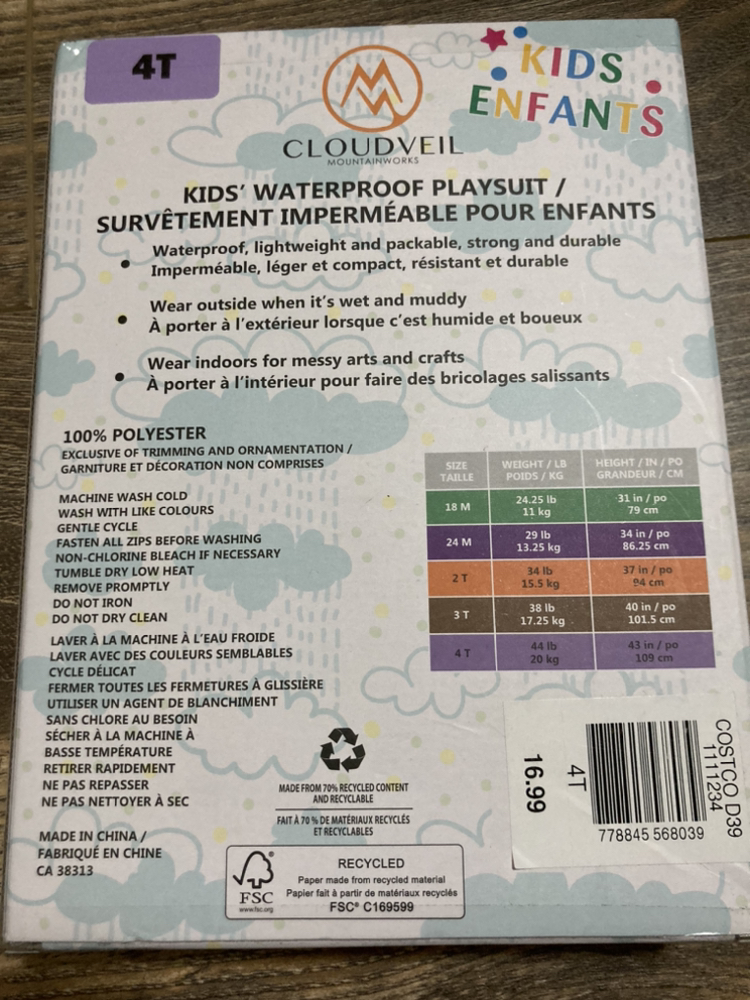 4T
KIDS
ENFANTS
CLOUDVEIL
MOUNTAINWORKS
KIDS' WATERPROOF PLAYSUIT /
SURVÊTEMENT IMPERMÉABLE POUR ENFANTS
• Waterproof, lightweight and packable, strong and durable
Imperméable, léger et compact, résistant et durable
• Wear outside when it's wet and muddy
À porter à l'extérieur lorsque c'est humide et boueux
• Wear indoors for messy arts and crafts
À porter à l'intérieur pour faire des bricolages salissants
100% POLYESTER
EXCLUSIVE OF TRIMMING AND ORNAMENTATION /
GARNITURE ET DÉCORATION NON COMPRISES
MACHINE WASH COLD
WASH WITH LIKE COLOURS
GENTLE CYCLE
FASTEN ALL ZIPS BEFORE WASHING
NON-CHLORINE BLEACH IF NECESSARY
TUMBLE DRY LOW HEAT
REMOVE PROMPTLY
DO NOT IRON
DO NOT DRY CLEAN
LAVER À LA MACHINE À L'EAU FROIDE
LAVER AVEC DES COULEURS SEMBLABLES
CYCLE DÉLICAT
FERMER TOUTES LES FERMETURES À GLISSIÈRE
UTILISER UN AGENT DE BLANCHIMENT
SANS CHLORE AU BESOIN
SÉCHER À LA MACHINE À
BASSE TEMPÉRATURE
RETIRER RAPIDEMENT
NE PAS REPASSER
NE PAS NETTOYER À SEC
MADE IN CHINA /
FABRIQUÉ EN CHINE
CA 38313
SIZE WEIGHT / LB HEIGHT / IN / PO
TAILLE POIDS / KG GRANDEUR / CM
18 M 24.25 lb 31 in / po
11 kg 79 cm
24 M 29 lb 34 in / po
13.25 kg 86.25 cm
2 T 34 lb 37 in / po
15.5 kg 94 cm
3 T 38 lb 40 in / po
17.25 kg 101.5 cm
4 T 44 lb 43 in / po
20 kg 109 cm
MADE FROM 70% RECYCLED CONTENT
AND RECYCLABLE
FAIT À 70 % DE MATÉRIAUX RECYCLÉS
ET RECYCLABLES
FSC
www.fsc.org
RECYCLED
Paper made from recycled material
Papier fait à partir de matériaux recyclés
FSC® C169599
COSTCO D39
1111234
4T
16.99
778845 568039